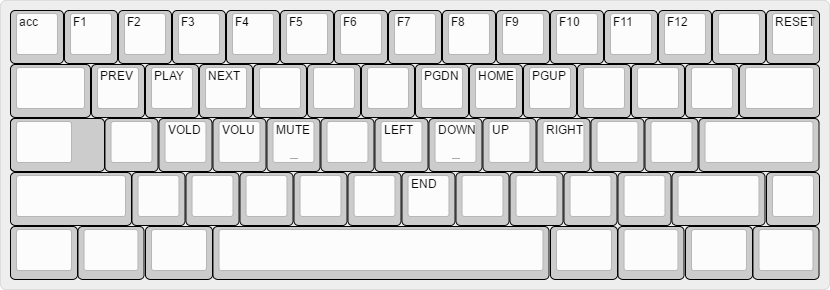 acc F1 F2 F3 F4 F5 F6 F7 F8 F9 F10 F11 F12 RESET
PREV PLAY NEXT PGDN HOME PGUP
VOLD VOLU MUTE LEFT DOWN UP RIGHT
_ _
END